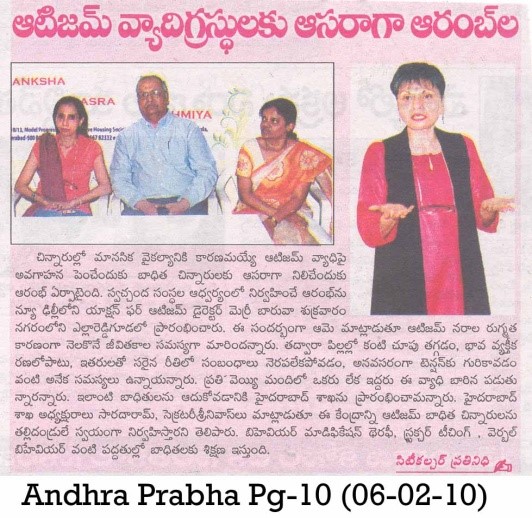 ఆటిజమ్ వ్యాదిగ్రస్థులకు ఆసరాగా ఆరంబ్‌ల
ANKSHA
ASRA
HMIYA
చిన్నారుల్లో మానసిక వైకల్యానికి కారణమయ్యే ఆటిజమ్ వ్యాధిపై
అవగాహన పెంచేందుకు బాధిత చిన్నారులకు ఆసరాగా నిలిచేందుకు
ఆరంభ్ ఏర్పాటైంది. స్వచ్చంద సంస్థల ఆధ్వర్యంలో నిర్వహించే ఆరంభ్‌ను
న్యూ ఢిల్లీలోని యాక్షన్ ఫర్ ఆటిజమ్ డైరెక్టర్ మెర్రీ బారువా శుక్రవారం
నగరంలోని ఎల్లారెడ్డిగూడలో ప్రారంభించారు. ఈ సందర్భంగా ఆమె మాట్లాడుతూ ఆటిజమ్ నరాల రుగ్మత
కారణంగా నెలకొనే జీవితకాల సమస్యగా మారిందన్నారు. తద్వారా పిల్లల్లో కంటి చూపు తగ్గడం, భావ వ్యక్తీక
రణలోపాటు, ఇతరులతో సరైన రీతిలో సంబంధాలు నెరపలేకపోవడం, అనవసరంగా టెన్షన్‌కు గురికావడం
వంటి అనేక సమస్యలు ఉన్నాయన్నారు. ప్రతి వెయ్యి మందిలో ఒకరు లేక ఇద్దరు ఈ వ్యాధి బారిన పడుతు
న్నారన్నారు. ఇలాంటి బాధితులను ఆదుకోవడానికి హైదరాబాద్ శాఖను ప్రారంభించామన్నారు. హైదరాబాద్
శాఖ అధ్యక్షురాలు సారదారామ్, సెక్రటరీశ్రీనివాస్‌లు మాట్లాడుతూ ఈ కేంద్రాన్ని ఆటిజమ్ బాధిత చిన్నారులను
తల్లిదండ్రులే స్వయంగా నిర్వహిస్తారని తెలిపారు. బిహేవియర్ మాడిఫికేషన్ థెరఫీ, స్ట్రక్చర్ టీచింగ్ , వెర్బల్
బిహేవియర్ వంటి పద్ధతుల్లో బాధితలకు శిక్షణ ఇస్తుంది.
సిటీకల్చర్ ప్రతినిధి
Andhra Prabha Pg-10 (06-02-10)